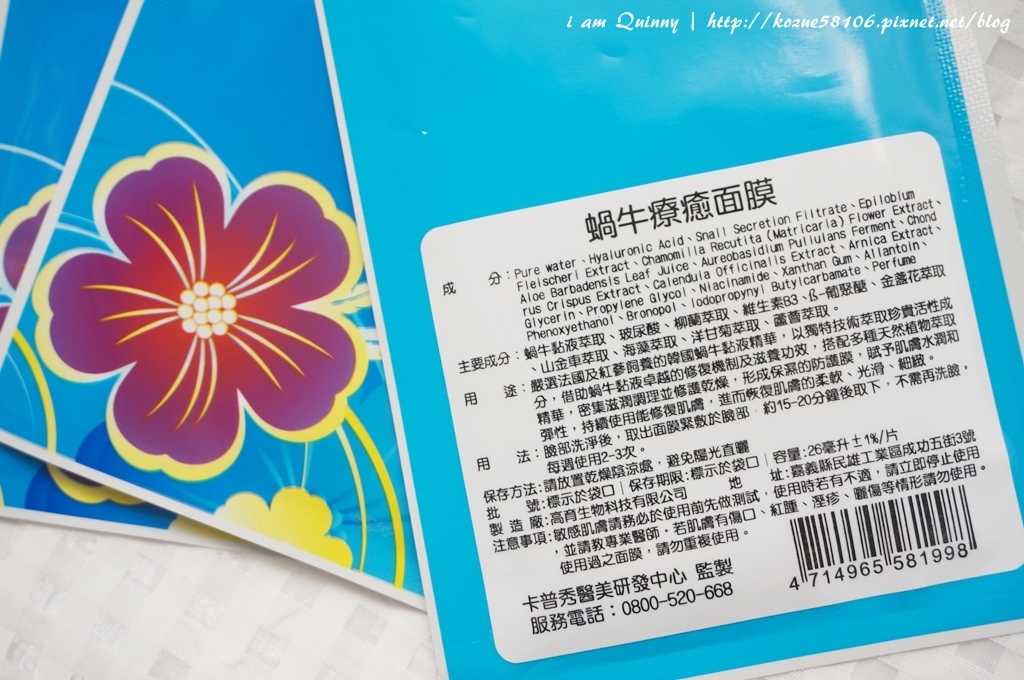 i am Quinny | http://kozue58106.pixnet.net/blog
蝸牛療癒面膜
成 分：Pure water、Hyaluronic Acid、Snail Secretion Filtrate、Epilobium
Fleischeri Extract、Chamomilla Recutita (Matricaria) Flower Extract、
Aloe Barbadensis Leaf Juice、Aureobasidium Pullulans Ferment、Chond
rus Crispus Extract、Calendula Officinalis Extract、Arnica Extract、
Glycerin、Propylene Glycol、Niacinamide、Xanthan Gum、Allantoin、
Phenoxyethanol、Bronopol、Iodopropynyl Butylcarbamate、Perfume
主要成分：蝸牛黏液萃取、玻尿酸、柳蘭萃取、維生素B3、ß-葡聚醣、金盞花萃取
、山金車萃取、海藻萃取、洋甘菊萃取、蘆薈萃取。
用 途：嚴選法國及紅蔘飼養的韓國蝸牛黏液精華，以獨特技術萃取珍貴活性成
分，借助蝸牛黏液卓越的修復機制及滋養功效，搭配多種天然植物萃取
精華，密集滋潤調理並修護乾燥，形成保濕的防護膜，賦予肌膚水潤和
彈性，持續使用能修復肌膚，進而恢復肌膚的柔軟、光滑、細緻。
用 法：臉部洗淨後，取出面膜緊敷於臉部，約15-20分鐘後取下，不需再洗臉，
每週使用2-3次。
保存方法：請放置乾燥陰涼處，避免陽光直曬
批 號：標示於袋口｜保存期限：標示於袋口｜容量：26毫升±1%/片
製 造 廠：高育生物科技有限公司 地 址：嘉義縣民雄工業區成功五街3號
注意事項：敏感肌膚請務必於使用前先做測試，使用時若有不適，請立即停止使用
，並請教專業醫師，若肌膚有傷口、紅腫、溼疹、曬傷等情形請勿使用。
使用過之面膜，請勿重複使用。
卡普秀醫美研發中心 監製
服務電話：0800-520-668
4 714965 581998